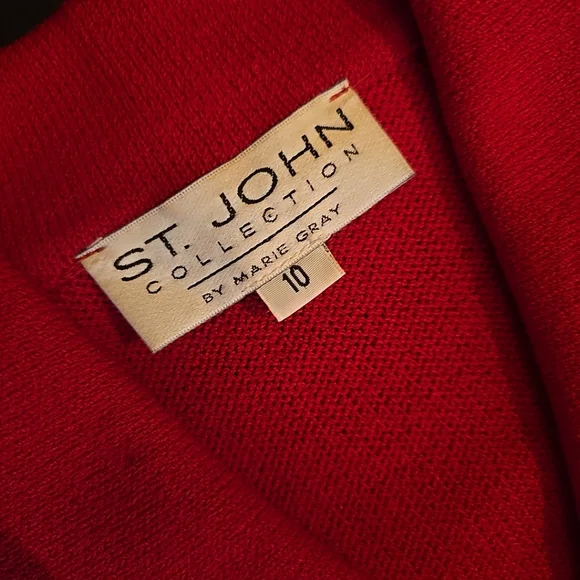 ST. JOHN
COLLECTION
BY MARIE GRAY
10